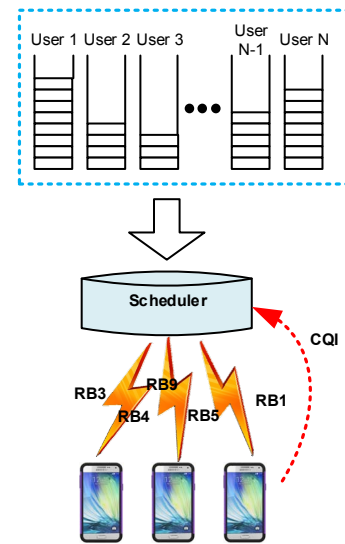 User 1 User 2 User 3 User User N
N-1
Scheduler
CQI
RB3 RB9
RB4 RB5 RB1